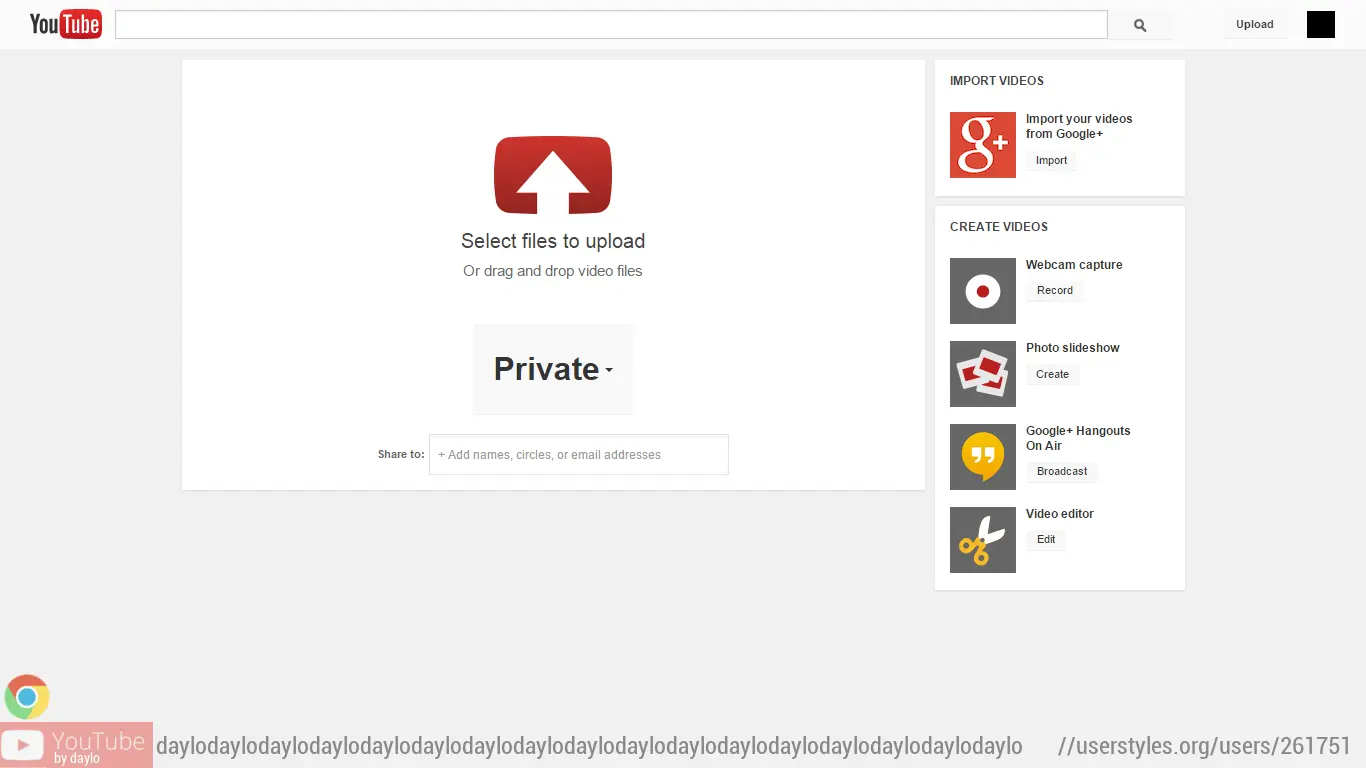 YouTube
Upload
Select files to upload
Or drag and drop video files
Private
Share to: + Add names, circles, or email addresses
IMPORT VIDEOS
g+
Import your videos
from Google+
Import
CREATE VIDEOS
Webcam capture
Record
Photo slideshow
Create
Google+ Hangouts
On Air
Broadcast
Video editor
Edit
YouTube
by daylo
daylodaylodaylodaylodaylodaylodaylodaylodaylodaylodaylodaylodaylodaylodaylodaylodaylo //userstyles.org/users/261751